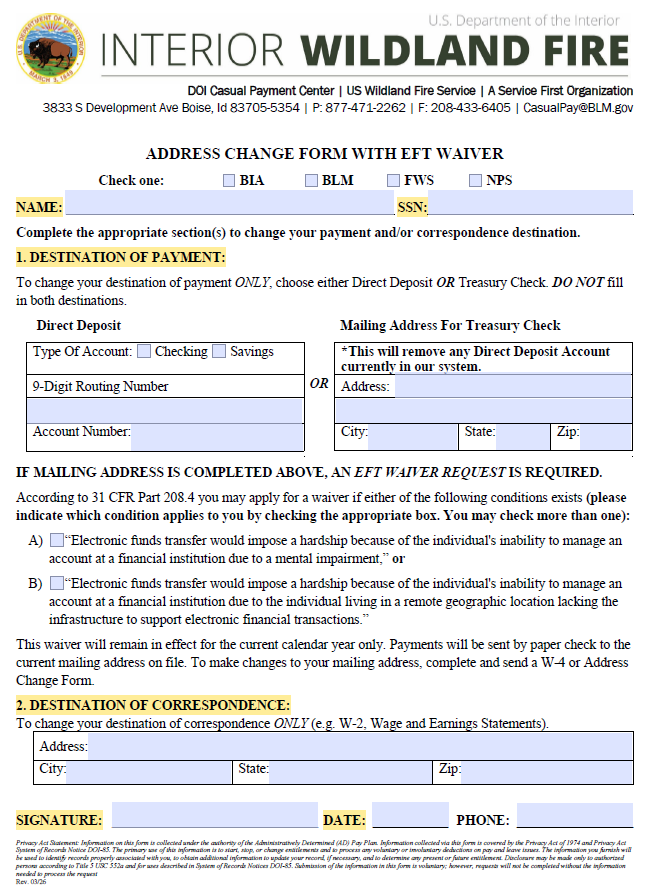 U.S. Department of the Interior
U.S. DEPARTMENT OF THE INTERIOR
MARCH 3, 1849
INTERIOR WILDLAND FIRE
DOI Casual Payment Center | US Wildland Fire Service | A Service First Organization
3833 S Development Ave Boise, Id 83705-5354 | P: 877-471-2262 | F: 208-433-6405 | CasualPay@BLM.gov
ADDRESS CHANGE FORM WITH EFT WAIVER
Check one: BIA BLM FWS NPS
NAME: SSN:
Complete the appropriate section(s) to change your payment and/or correspondence destination.
1. DESTINATION OF PAYMENT:
To change your destination of payment ONLY, choose either Direct Deposit OR Treasury Check. DO NOT fill
in both destinations.
Direct Deposit
Type Of Account: Checking Savings
9-Digit Routing Number
Account Number:
OR
Mailing Address For Treasury Check
*This will remove any Direct Deposit Account
currently in our system.
Address:
City: State: Zip:
IF MAILING ADDRESS IS COMPLETED ABOVE, AN EFT WAIVER REQUEST IS REQUIRED.
According to 31 CFR Part 208.4 you may apply for a waiver if either of the following conditions exists (please
indicate which condition applies to you by checking the appropriate box. You may check more than one):
A) “Electronic funds transfer would impose a hardship because of the individual's inability to manage an
account at a financial institution due to a mental impairment,” or
B) “Electronic funds transfer would impose a hardship because of the individual's inability to manage an
account at a financial institution due to the individual living in a remote geographic location lacking the
infrastructure to support electronic financial transactions.”
This waiver will remain in effect for the current calendar year only. Payments will be sent by paper check to the
current mailing address on file. To make changes to your mailing address, complete and send a W-4 or Address
Change Form.
2. DESTINATION OF CORRESPONDENCE:
To change your destination of correspondence ONLY (e.g. W-2, Wage and Earnings Statements).
Address:
City: State: Zip:
SIGNATURE: DATE: PHONE:
Privacy Act Statement: Information on this form is collected under the authority of the Administratively Determined (AD) Pay Plan. Information collected via this form is covered by the Privacy Act of 1974 and Privacy Act
System of Records Notice DOI-85. The primary use of this information is to start, stop, or change entitlements and to process any voluntary or involuntary deductions on pay and leave issues. The information you furnish will
be used to identify records properly associated with you, to obtain additional information to update your record, if necessary, and to determine any present or future entitlement. Disclosure may be made only to authorized
persons according to Title 5 USC 552a and for uses described in System of Records Notice DOI-85. Submission of the information in this form is voluntary; however, requests will not be completed without the information
needed to process the request
Rev. 03/26